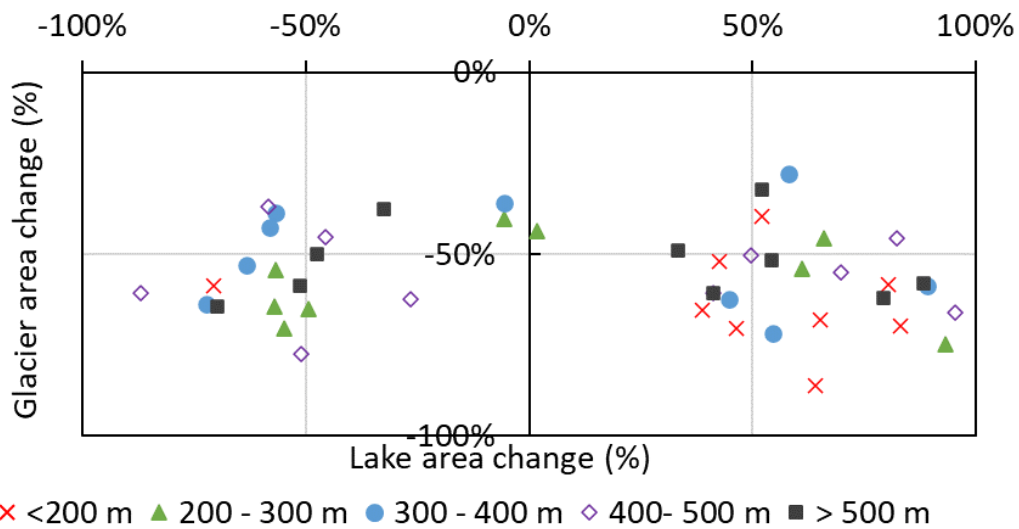 -100% -50% 0% 50% 100%
0%
Glacier area change (%)
-50%
-100%
Lake area change (%)
<200 m 200 - 300 m 300 - 400 m 400- 500 m > 500 m